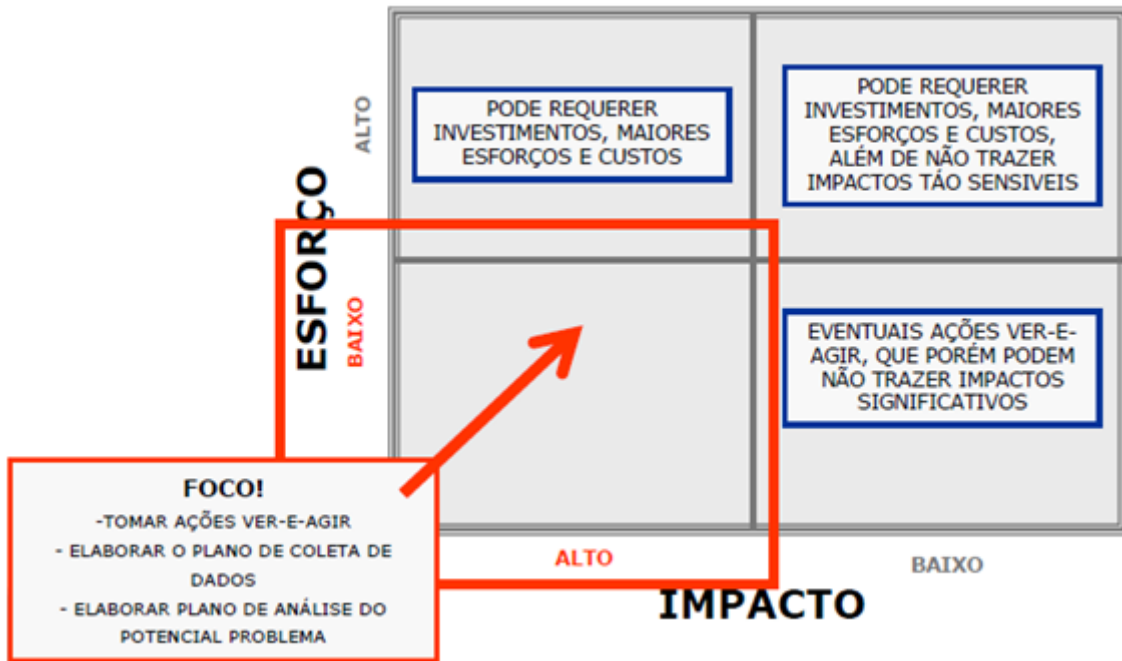 PODE REQUERER
INVESTIMENTOS, MAIORES
ESFORÇOS E CUSTOS
PODE REQUERER
INVESTIMENTOS, MAIORES
ESFORÇOS E CUSTOS,
ALÉM DE NÃO TRAZER
IMPACTOS TÁO SENSIVEIS
ALTO
ESFORÇO
BAIXO
EVENTUAIS AÇÕES VER-E-
AGIR, QUE PORÉM PODEM
NÃO TRAZER IMPACTOS
SIGNIFICATIVOS
FOCO!
-TOMAR AÇÕES VER-E-AGIR
- ELABORAR O PLANO DE COLETA DE
DADOS
- ELABORAR PLANO DE ANÁLISE DO
POTENCIAL PROBLEMA
ALTO
BAIXO
IMPACTO